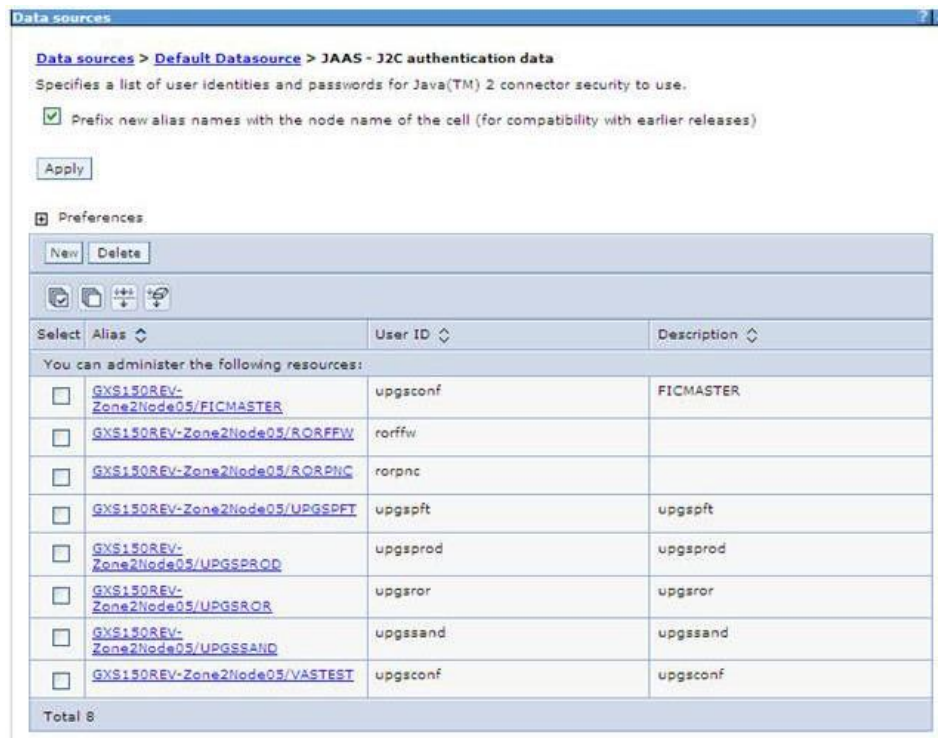 Data sources
?
Data sources > Default Datasource > JAAS - J2C authentication data
Specifies a list of user identities and passwords for Java(TM) 2 connector security to use.
Prefix new alias names with the node name of the cell (for compatibility with earlier releases)
Apply
Preferences
New Delete
Select Alias User ID Description
You can administer the following resources:
GXS150REV-
Zone2Node05/FICMASTER upgsconf FICMASTER
GXS150REV-Zone2Node05/RORFFW rorffw
GXS150REV-Zone2Node05/RORPNC rorpnc
GXS150REV-Zone2Node05/UPGSPFT upgspft upgspft
GXS150REV-
Zone2Node05/UPGSPROD upgsprod upgsprod
GXS150REV-
Zone2Node05/UPGSROR upgsror upgsror
GXS150REV-
Zone2Node05/UPGSSAND upgssand upgssand
GXS150REV-Zone2Node05/VASTEST upgsconf upgsconf
Total 8